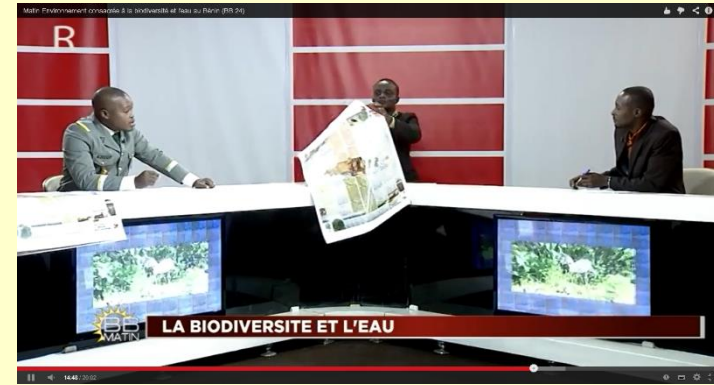 Matin Environnement consacrée à la biodiversité et l'eau au Bénin (BB 24)
R
BB
MATIN
LA BIODIVERSITE ET L'EAU
14:48 / 20:02